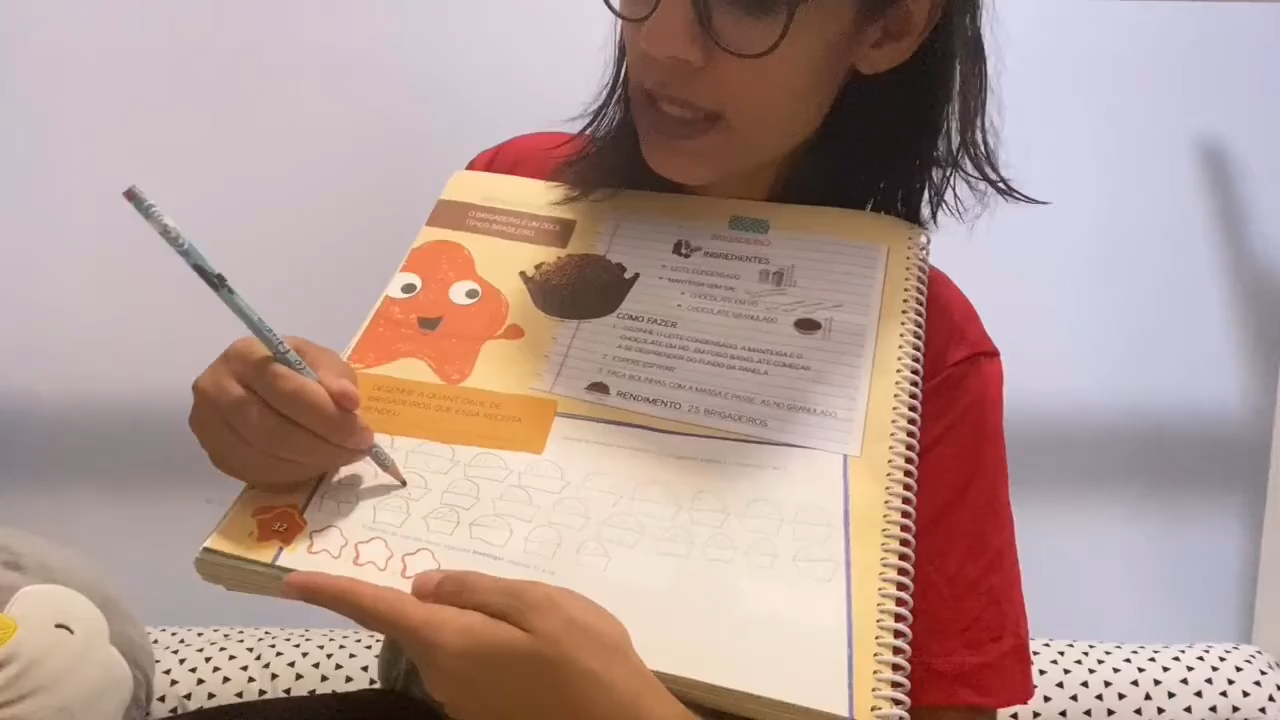 O BRIGADEIRO É UM DOCE
TÍPICO BRASILEIRO.
BRIGADEIRO
INGREDIENTES
LEITE CONDENSADO
MANTEIGA SEM SAL
CHOCOLATE EM PÓ
CHOCOLATE GRANULADO
COMO FAZER
1. COZINHE O LEITE CONDENSADO, A MANTEIGA E O
CHOCOLATE EM PÓ, EM FOGO BAIXO, ATÉ COMEÇAR
A SE DESPRENDER DO FUNDO DA PANELA.
2. ESPERE ESFRIAR.
3. FAÇA BOLINHAS COM A MASSA E PASSE-AS NO GRANULADO.
RENDIMENTO: 25 BRIGADEIROS.
DESENHE A QUANTIDADE DE
BRIGADEIROS QUE ESSA RECEITA
RENDEU.
32